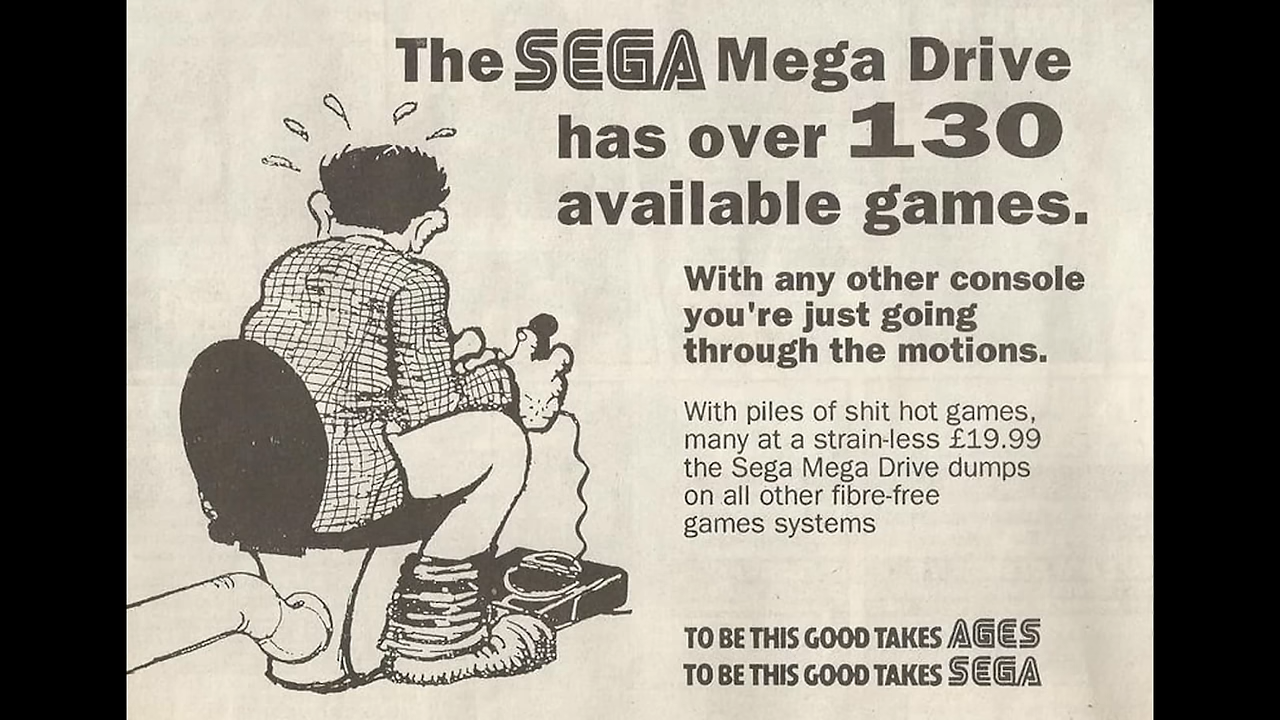 The SEGA Mega Drive
has over 130
available games.
With any other console
you're just going
through the motions.
With piles of shit hot games,
many at a strain-less £19.99
the Sega Mega Drive dumps
on all other fibre-free
games systems
TO BE THIS GOOD TAKES AGES
TO BE THIS GOOD TAKES SEGA